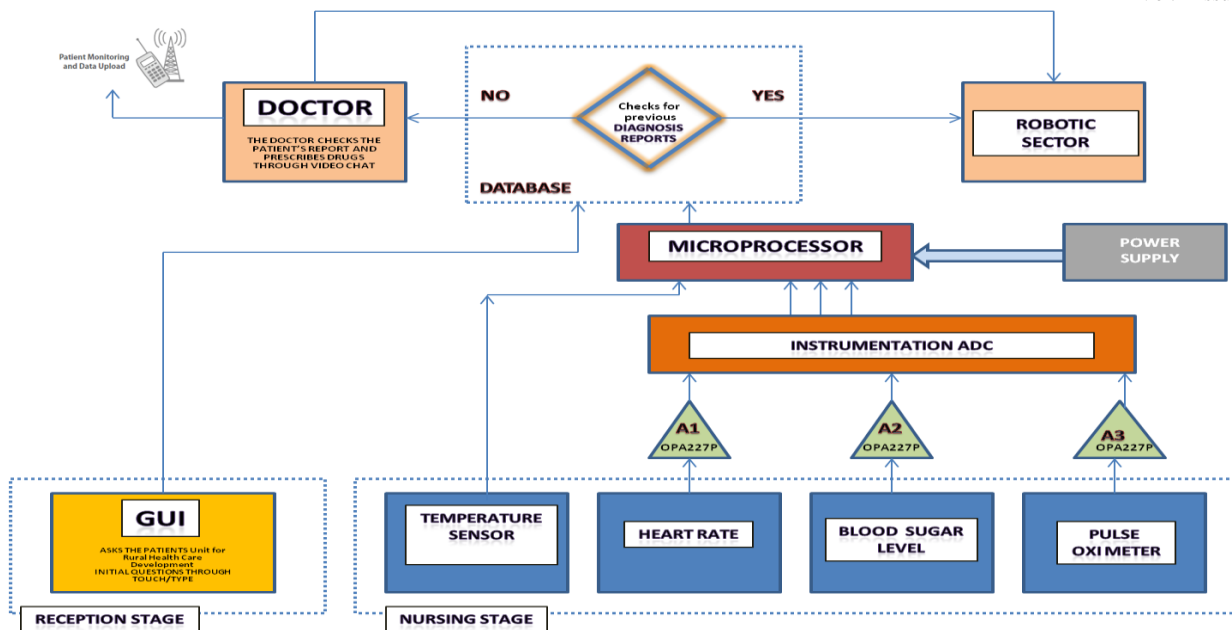 Patient Monitoring
and Data Upload
DOCTOR
THE DOCTOR CHECKS THE
PATIENT'S REPORT AND
PRESCRIBES DRUGS
THROUGH VIDEO CHAT
NO
YES
Checks for
previous
DIAGNOSIS
REPORTS
DATABASE
ROBOTIC
SECTOR
MICROPROCESSOR
POWER
SUPPLY
INSTRUMENTATION ADC
A1
OPA227P
A2
OPA227P
A3
OPA227P
GUI
ASKS THE PATIENTS Unit for
Rural Health Care
Development
INITIAL QUESTIONS THROUGH
TOUCH/TYPE
TEMPERATURE
SENSOR
HEART RATE
BLOOD SUGAR
LEVEL
PULSE
OXIMETER
RECEPTION STAGE
NURSING STAGE